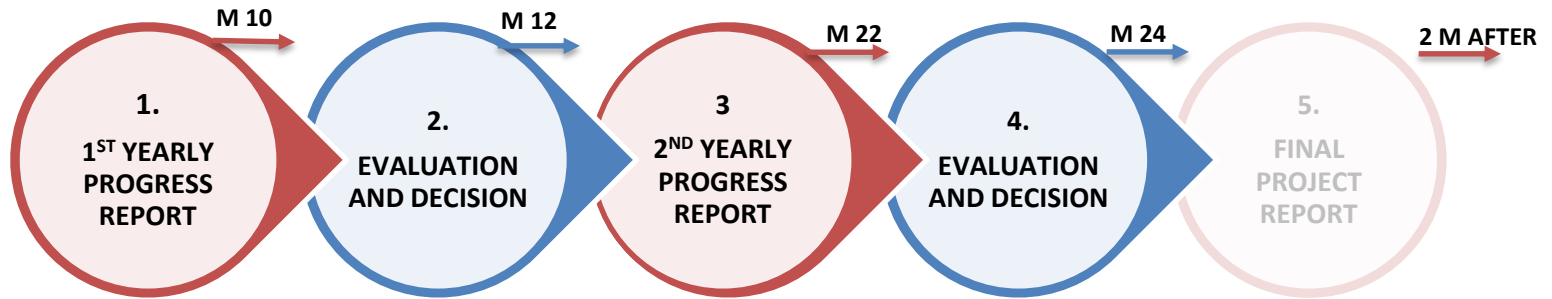 M 10
1.
1ST YEARLY
PROGRESS
REPORT
M 12
2.
EVALUATION
AND DECISION
M 22
3
2ND YEARLY
PROGRESS
REPORT
M 24
4.
EVALUATION
AND DECISION
2 M AFTER
5.
FINAL
PROJECT
REPORT